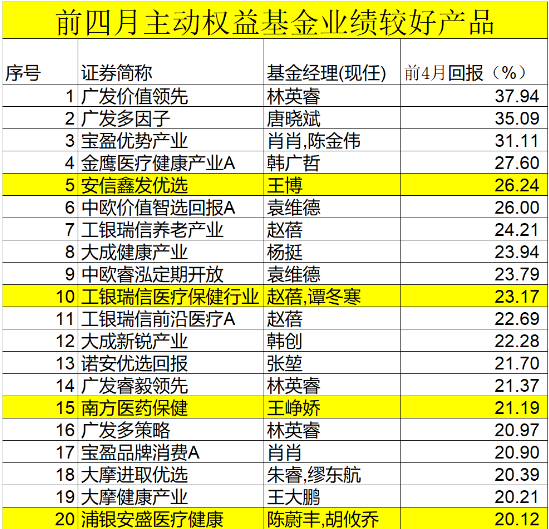 前四月主动权益基金业绩较好产品
序号 证券简称 基金经理(现任) 前4月回报（%）
1 广发价值领先 林英睿 37.94
2 广发多因子 唐晓斌 35.09
3 宝盈优势产业 肖肖,陈金伟 31.11
4 金鹰医疗健康产业A 韩广哲 27.60
5 安信鑫发优选 王博 26.24
6 中欧价值智选回报A 袁维德 26.00
7 工银瑞信养老产业 赵蓓 24.21
8 大成健康产业 杨挺 23.94
9 中欧睿泓定期开放 袁维德 23.79
10 工银瑞信医疗保健行业 赵蓓,谭冬寒 23.17
11 工银瑞信前沿医疗A 赵蓓 22.69
12 大成新锐产业 韩创 22.28
13 诺安优选回报 张堃 21.70
14 广发睿毅领先 林英睿 21.37
15 南方医药保健 王峥娇 21.19
16 广发多策略 林英睿 20.97
17 宝盈品牌消费A 肖肖 20.90
18 大摩进取优选 朱睿,缪东航 20.39
19 大摩健康产业 王大鹏 20.21
20 浦银安盛医疗健康 陈蔚丰,胡攸乔 20.12